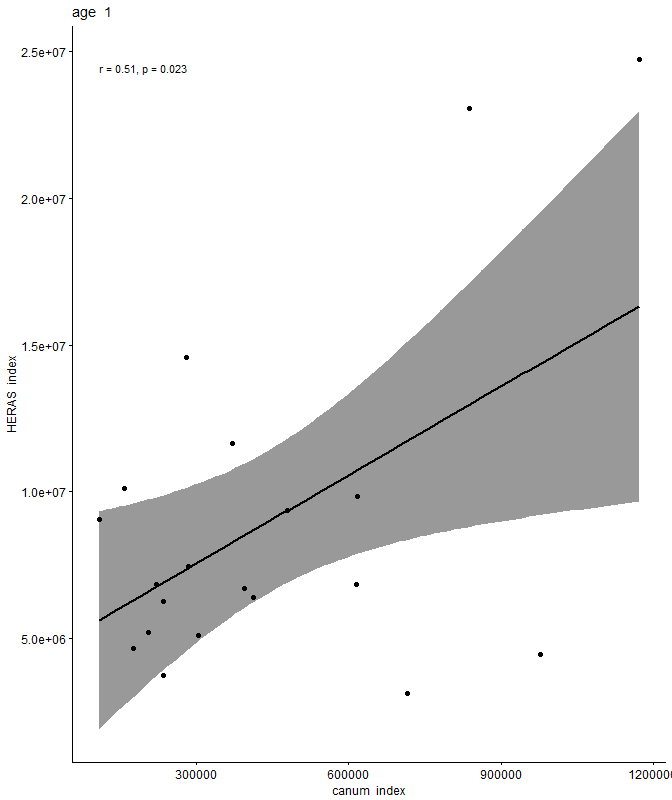 age 1
2.5e+07
r = 0.51, p = 0.023
2.0e+07
1.5e+07
HERAS index
1.0e+07
5.0e+06
300000 600000 900000 120000
canum index